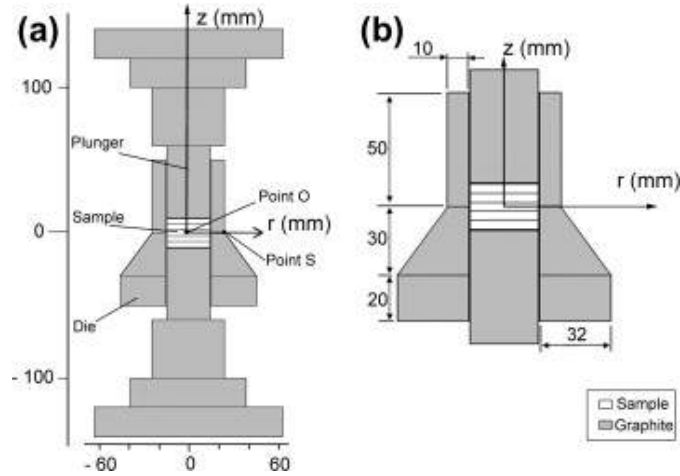 (a)
z (mm)
100
Plunger
Sample
Point O
0
r (mm)
Point S
Die
- 100
- 60
0
60
(b)
10
z (mm)
50
r (mm)
30
20
32
Sample
Graphite